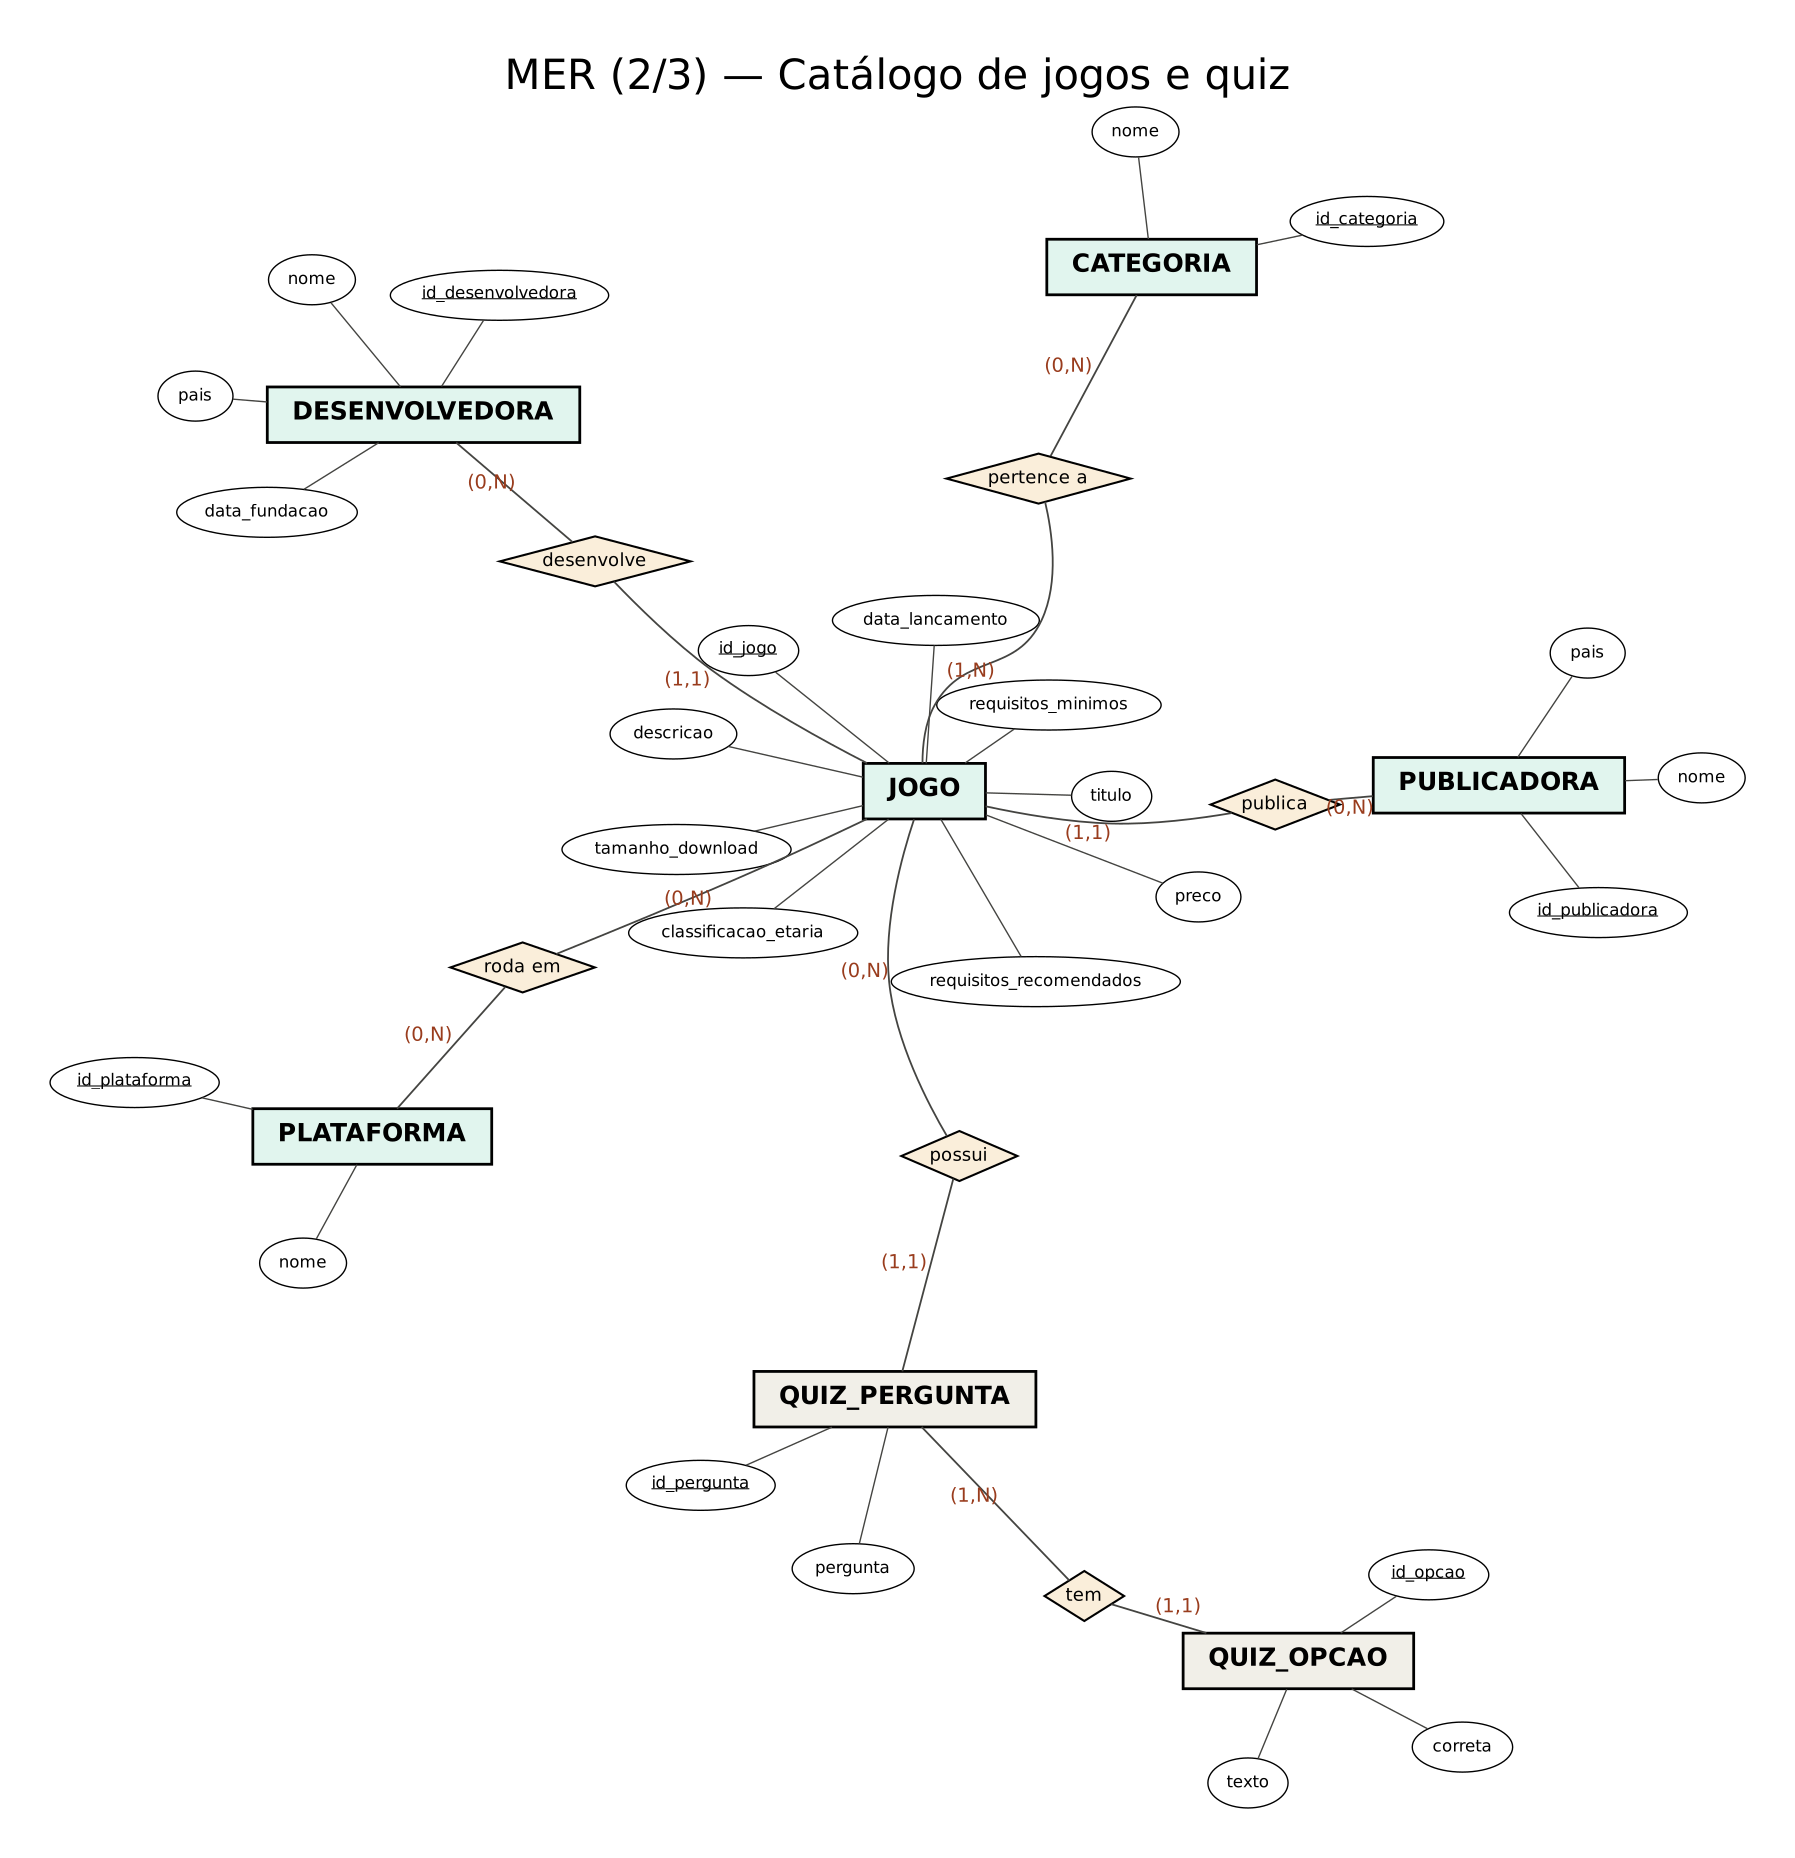 MER (2/3) — Catálogo de jogos e quiz
nome
id_categoria
CATEGORIA
nome
id_desenvolvedora
pais
DESENVOLVEDORA
data_fundacao
(0,N)
(0,N)
pertence a
desenvolve
data_lancamento
id_jogo
(1,1)
(1,N)
requisitos_minimos
descricao
pais
JOGO
titulo
publica
(0,N)
PUBLICADORA
nome
(1,1)
tamanho_download
(0,N)
classificacao_etaria
preco
id_publicadora
roda em
(0,N)
requisitos_recomendados
(0,N)
id_plataforma
PLATAFORMA
nome
possui
(1,1)
QUIZ_PERGUNTA
id_pergunta
(1,N)
pergunta
tem
(1,1)
id_opcao
QUIZ_OPCAO
correta
texto